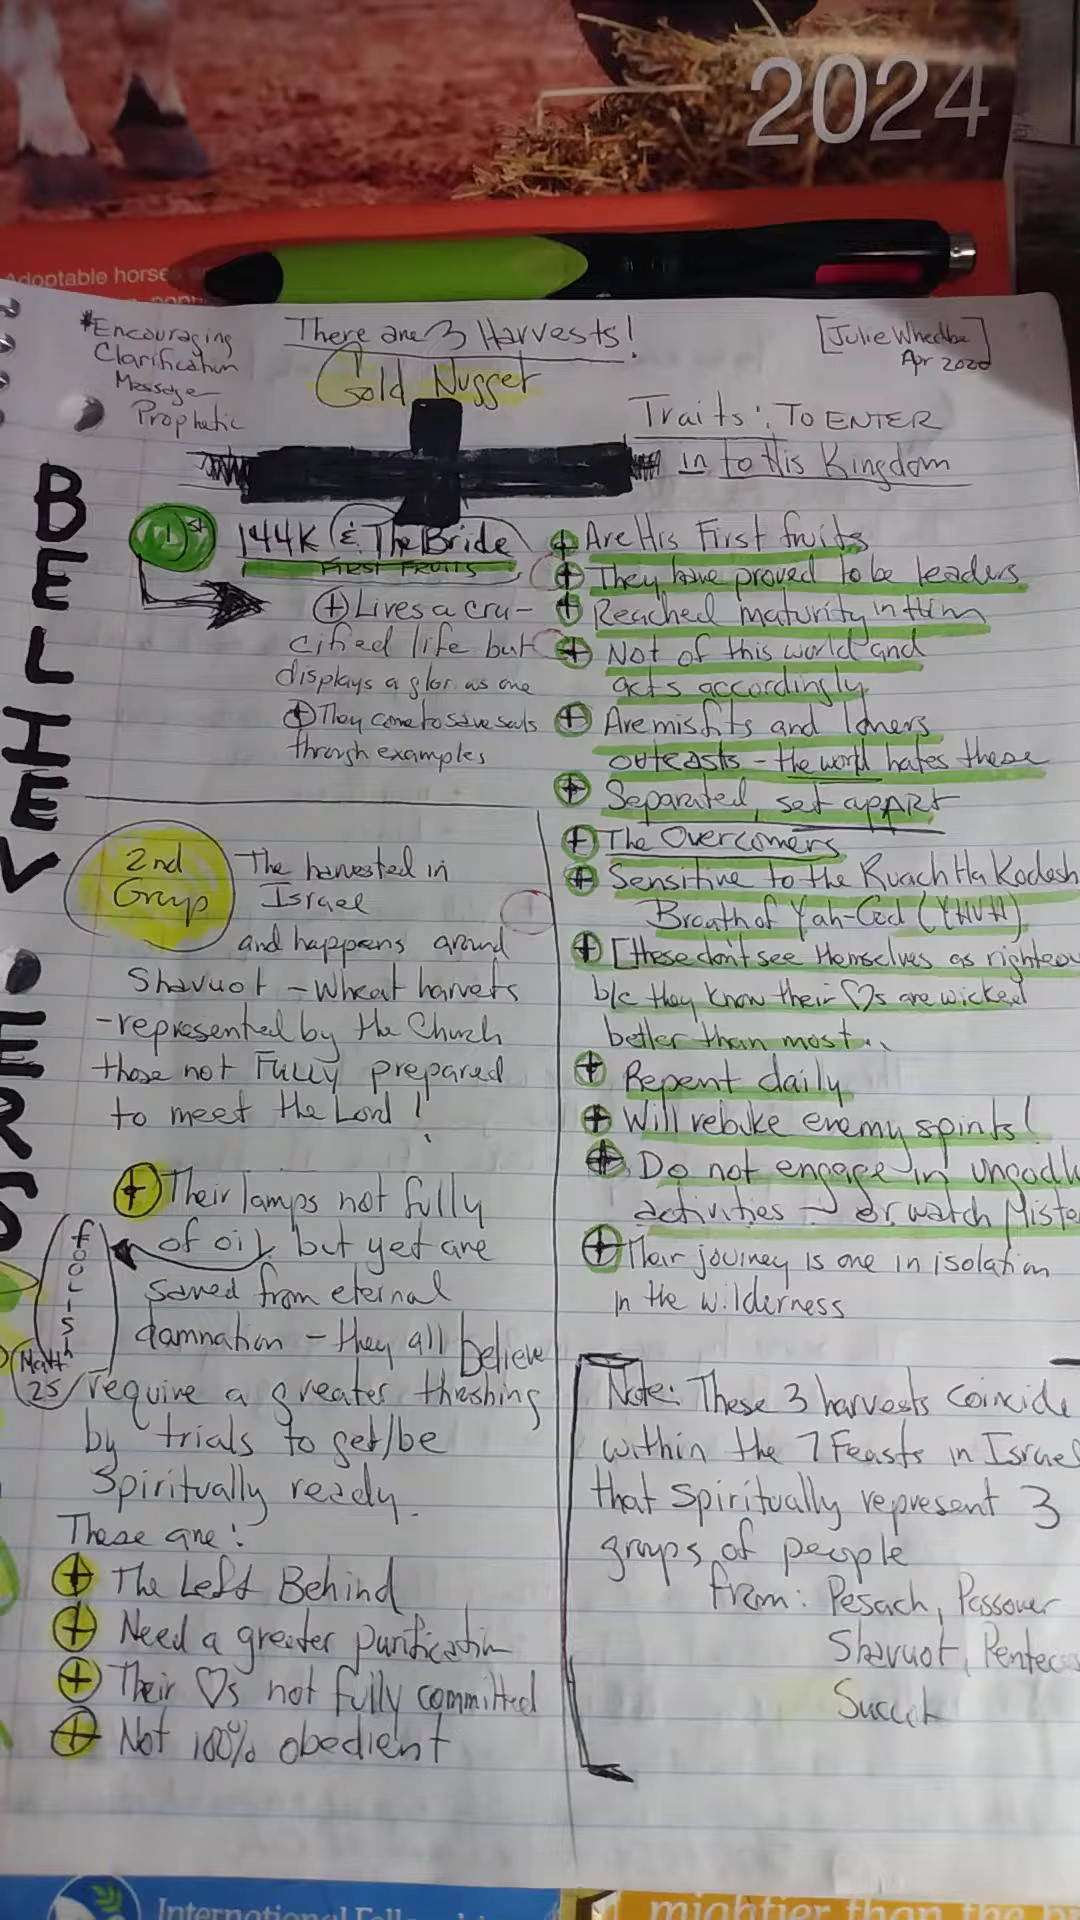 2024
Adoptable horses
*Encouraging
Clarification
Message
Prophetic
There are 3 Harvests!
Gold Nugget
[Julie Whedbe]
Apr 2020
BELIEVERS
1st
144K & The Bride
FIRST FRUITS
+ Lives a cru-
cified life but
displays a as one
+ They come to save souls
through examples
Traits: TO ENTER
in to His Kingdom
+ Are His First fruits
+ They have proved to be leaders
+ Reached maturity in Him
+ Not of this world and
acts accordingly
+ Are misfits and loners
outcasts - the world hates these
+ Separated, set apART
+ The Overcomers
+ Sensitive to the Ruach Ha Kodesh
Breath of Yah-God (YHVH)
+ [these don't see themselves as righteou
b/c they know their ♡s are wicked
better than most..
+ Repent daily
+ Will rebuke enemy spirits!
+ Do not engage in ungodl
activities - or watch
+ Their journey is one in isolation
in the wilderness
2nd
Group
The harvested in
Israel
and happens around
Shavuot - Wheat harvets
-represented by the Church
those not FULLY prepared
to meet the Lord!
+ Their lamps not fully
of oil, but yet are
saved from eternal
damnation - they all believe
FOOLISh
Matt
25
require a greater threshing
by trials to get/be
Spiritually ready.
These are:
+ The Left Behind
+ Need a greater purification
+ Their ♡s not fully committed
+ Not 100% obedient
Note: These 3 harvests coincide
within the 7 Feasts in Israel
that Spiritually represent 3
groups of people
from: Pesach, Passover
Shavuot, Pentec
Succot
International
mightier than the